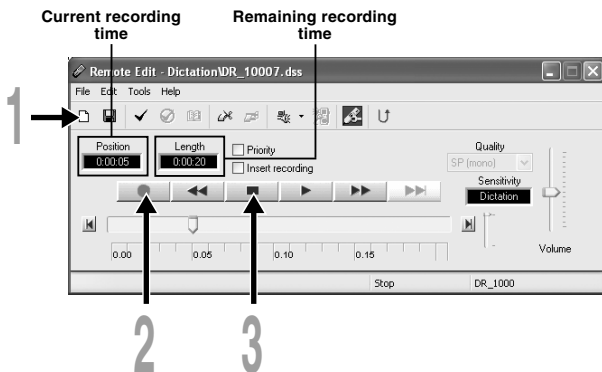 Current recording time
Remaining recording time
Remote Edit - Dictation\DR_10007.dss
File Edit Tools Help
1
Position
0:00:05
Length
0:00:20
Priority
Insert recording
Quality
SP (mono)
Sensitivity
Dictation
Volume
0.00 0.05 0.10 0.15
Stop DR_1000
2 3